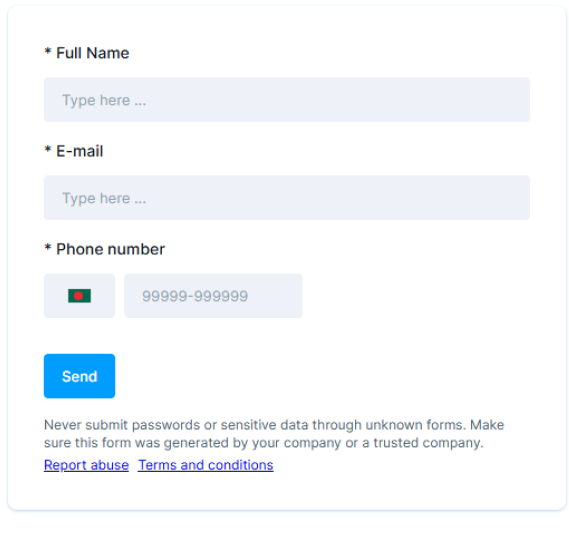 * Full Name
Type here ...
* E-mail
Type here ...
* Phone number
99999-999999
Send
Never submit passwords or sensitive data through unknown forms. Make
sure this form was generated by your company or a trusted company.
Report abuse Terms and conditions